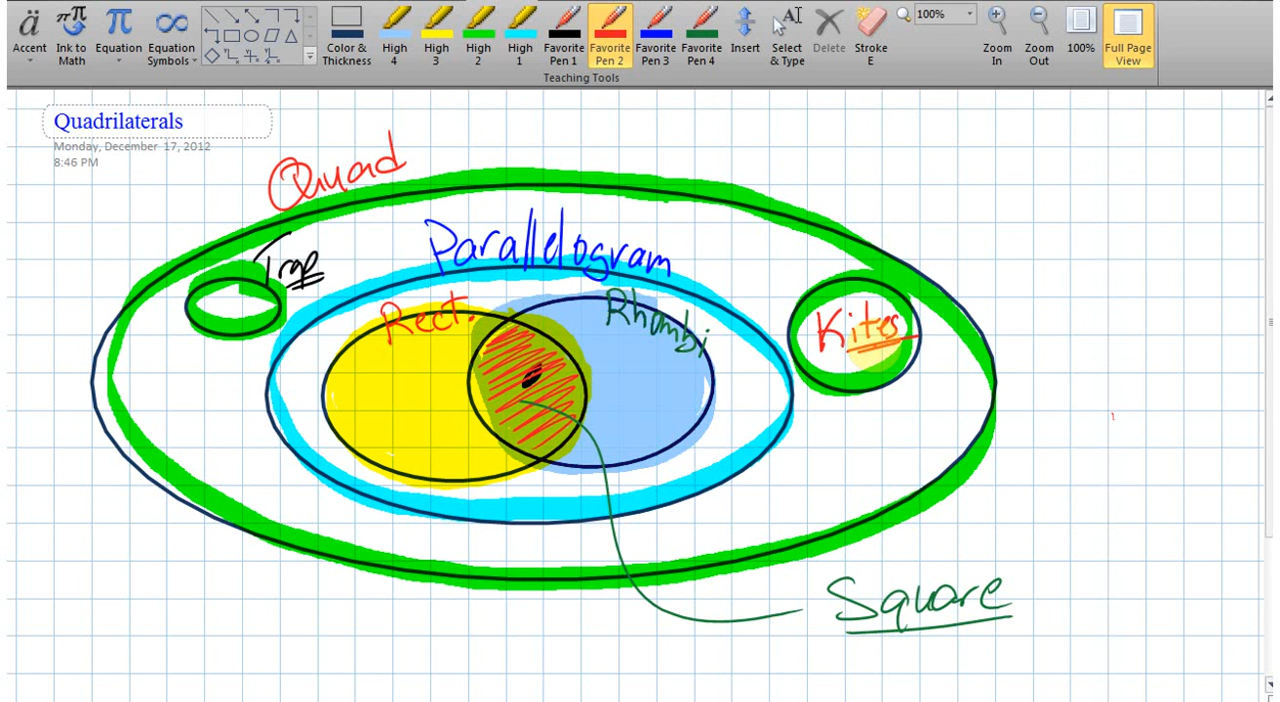 ä
Accent
Ink to
Math
π
Equation
∞
Equation
Symbols
Color &
Thickness
High
4
High
3
High
2
High
1
Favorite
Pen 1
Favorite
Pen 2
Favorite
Pen 3
Favorite
Pen 4
Insert
Select
& Type
Delete
Stroke
E
100%
Zoom
In
Zoom
Out
100%
Full Page
View
Teaching Tools
Quadrilaterals
Monday, December 17, 2012
8:46 PM
Quad
Parallelogram
Trap
Rect.
Rhombi
Kites
Square